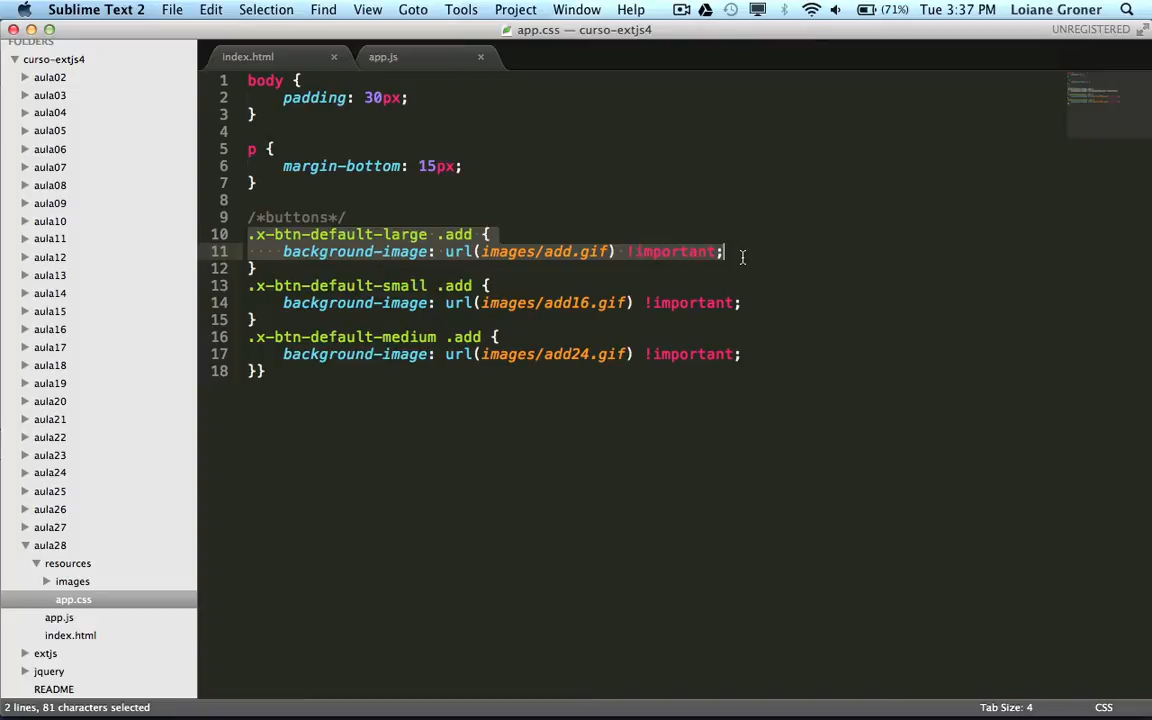 Sublime Text 2 File Edit Selection Find View Goto Tools Project Window Help (71%) Tue 3:37 PM Loiane Groner
app.css — curso-extjs4 UNREGISTERED
FOLDERS
curso-extjs4
aula02
aula03
aula04
aula05
aula06
aula07
aula08
aula09
aula10
aula11
aula12
aula13
aula14
aula15
aula16
aula17
aula18
aula19
aula20
aula21
aula22
aula23
aula24
aula25
aula26
aula27
aula28
resources
images
app.css
app.js
index.html
extjs
jquery
README
index.html × app.js ×
1 body {
2 padding: 30px;
3 }
4
5 p {
6 margin-bottom: 15px;
7 }
8
9 /*buttons*/
10 .x-btn-default-large .add {
11 background-image: url(images/add.gif) !important;
12 }
13 .x-btn-default-small .add {
14 background-image: url(images/add16.gif) !important;
15 }
16 .x-btn-default-medium .add {
17 background-image: url(images/add24.gif) !important;
18 }}
2 lines, 81 characters selected Tab Size: 4 CSS